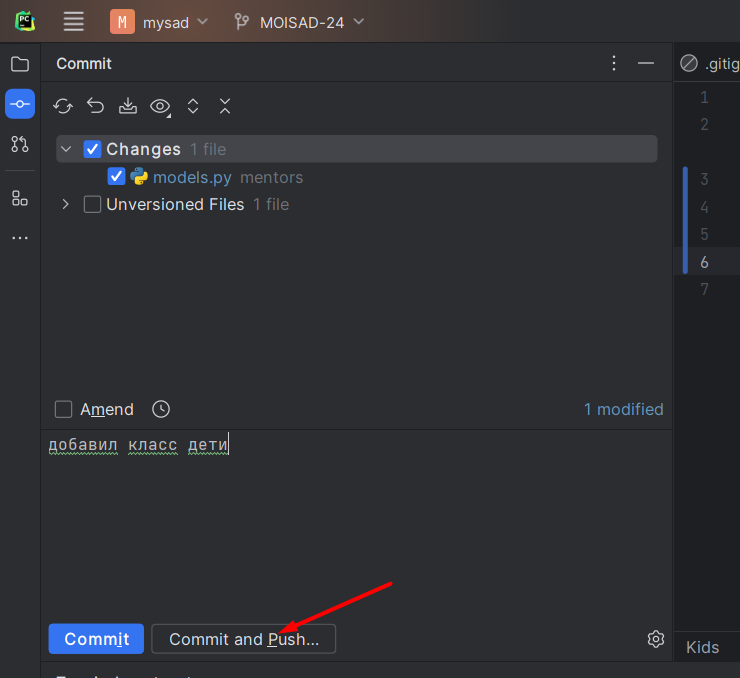 PC
M mysad MOISAD-24
Commit
.gitig
1
2
Changes 1 file
models.py mentors
3
Unversioned Files 1 file
4
5
6
7
Amend
1 modified
добавил класс дети
Commit
Commit and Push...
Kids